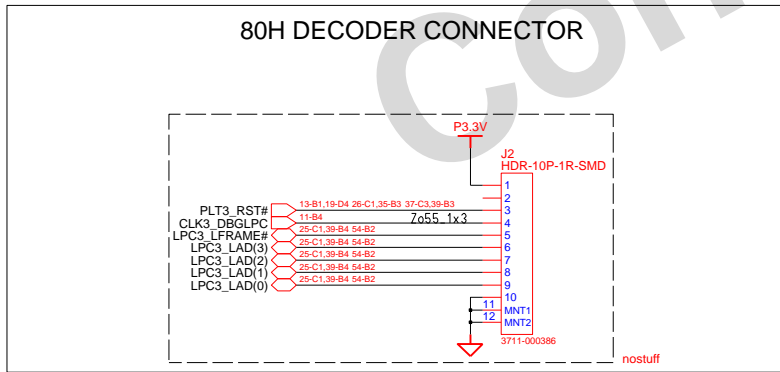 80H DECODER CONNECTOR
P3.3V
J2
HDR-10P-1R-SMD
1
2
PLT3_RST# 13-B1,19-D4 26-C1,35-B3 37-C3,39-B3 3
CLK3_DBGLPC 11-B4 Zo55_1x3 4
LPC3_LFRAME# 25-C1,39-B4 54-B2 5
LPC3_LAD(3) 25-C1,39-B4 54-B2 6
LPC3_LAD(2) 25-C1,39-B4 54-B2 7
LPC3_LAD(1) 25-C1,39-B4 54-B2 8
LPC3_LAD(0) 25-C1,39-B4 54-B2 9
10
11 MNT1
12 MNT2
3711-000386
nostuff